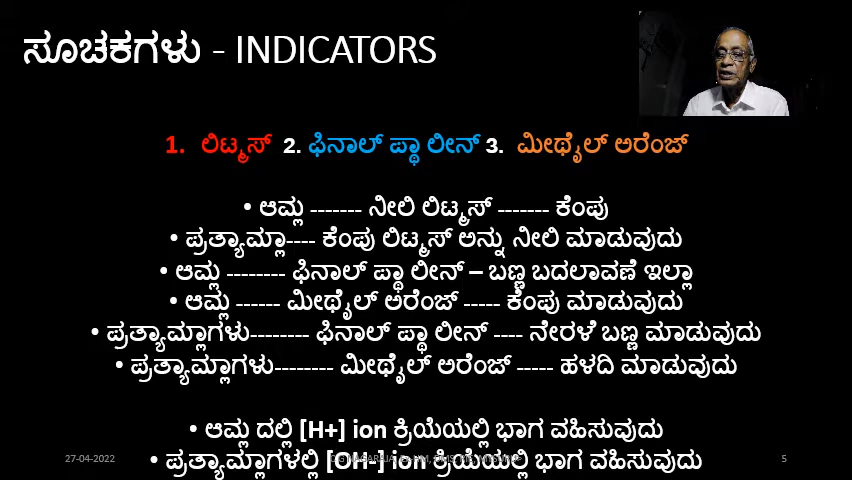 ಸೂಚಕಗಳು - INDICATORS
1. ಲಿಟ್ಮಸ್ 2. ಫಿನಾಲ್ ಪ್ಥಾ ಲೀನ್ 3. ಮೀಥೈಲ್ ಅರೆಂಜ್
• ಆಮ್ಲ ------- ನೀಲಿ ಲಿಟ್ಮಸ್ ------- ಕೆಂಪು
• ಪ್ರತ್ಯಾಮ್ಲಾ---- ಕೆಂಪು ಲಿಟ್ಮಸ್ ಅನ್ನು ನೀಲಿ ಮಾಡುವುದು
• ಆಮ್ಲ -------- ಫಿನಾಲ್ ಪ್ಥಾ ಲೀನ್ – ಬಣ್ಣ ಬದಲಾವಣೆ ಇಲ್ಲಾ
• ಆಮ್ಲ ------ ಮೀಥೈಲ್ ಅರೆಂಜ್ ----- ಕೆಂಪು ಮಾಡುವುದು
• ಪ್ರತ್ಯಾಮ್ಲಾಗಳು-------- ಫಿನಾಲ್ ಪ್ಥಾ ಲೀನ್ ---- ನೇರಳೆ ಬಣ್ಣ ಮಾಡುವುದು
• ಪ್ರತ್ಯಾಮ್ಲಾಗಳು-------- ಮೀಥೈಲ್ ಅರೆಂಜ್ ----- ಹಳದಿ ಮಾಡುವುದು
• ಆಮ್ಲ ದಲ್ಲಿ [H+] ion ಕ್ರಿಯೆಯಲ್ಲಿ ಭಾಗ ವಹಿಸುವುದು
• ಪ್ರತ್ಯಾಮ್ಲಾಗಳಲ್ಲಿ [OH-] ion ಕ್ರಿಯೆಯಲ್ಲಿ ಭಾಗ ವಹಿಸುವುದು
27-04-2022 5